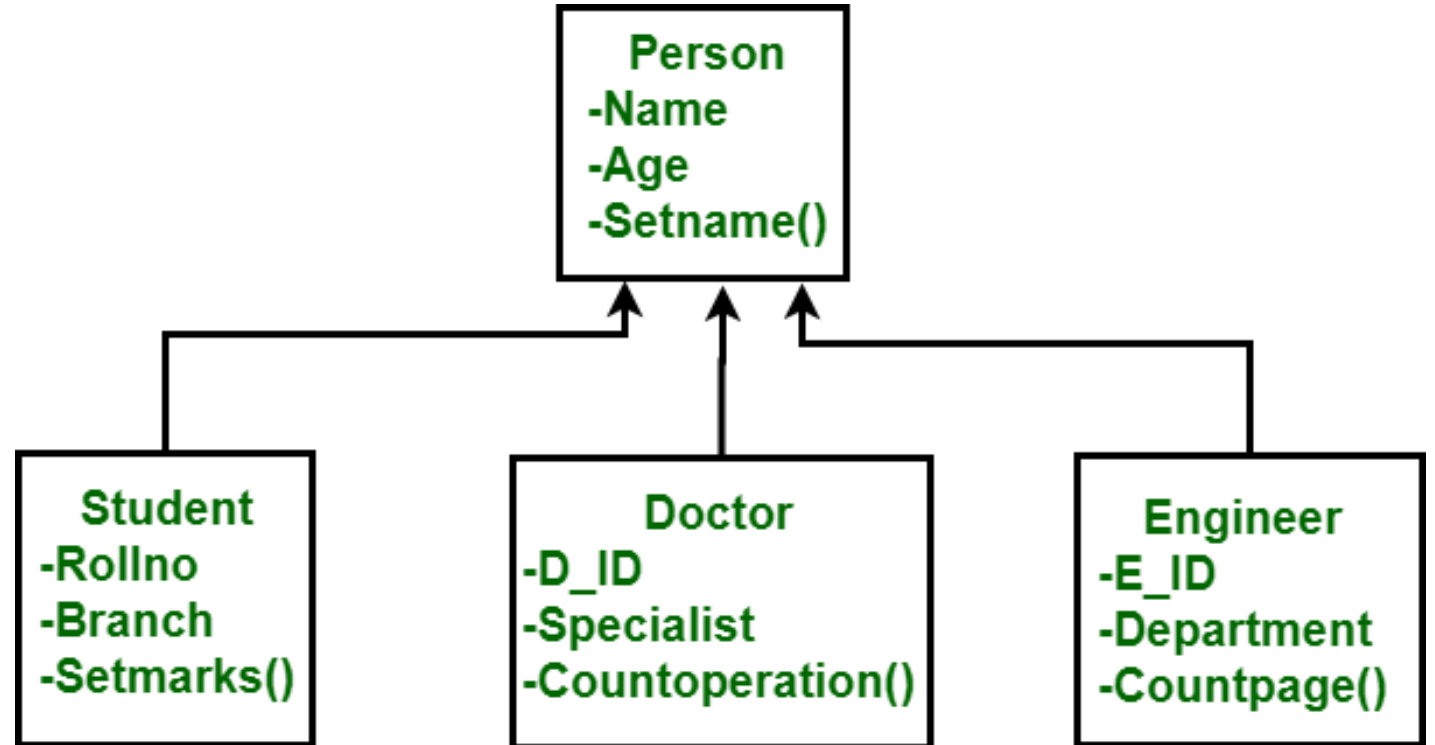 Person
-Name
-Age
-Setname()
Student
-Rollno
-Branch
-Setmarks()
Doctor
-D_ID
-Specialist
-Countoperation()
Engineer
-E_ID
-Department
-Countpage()